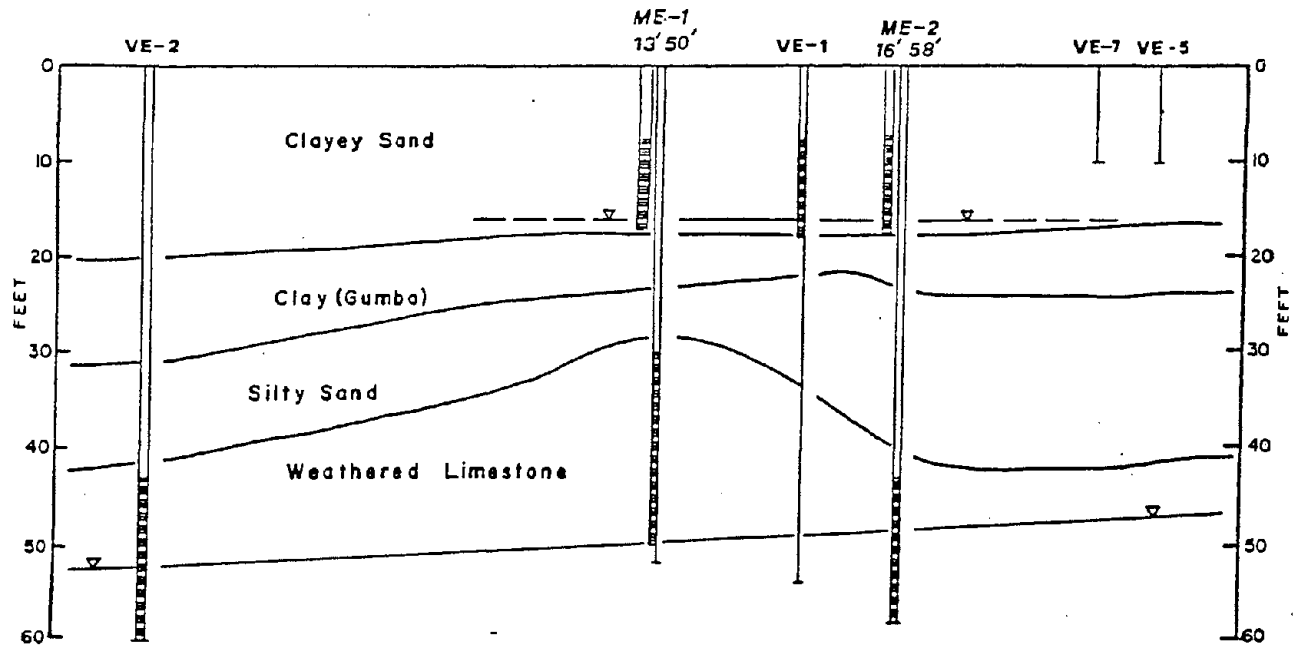 ME-1
13' 50'
ME-2
16' 58'
VE-2
VE-1
VE-7 VE-5
0
0
Clayey Sand
10
10
20
20
Clay (Gumbo)
FEET
FEET
30
30
Silty Sand
40
40
Weathered Limestone
50
50
60
60